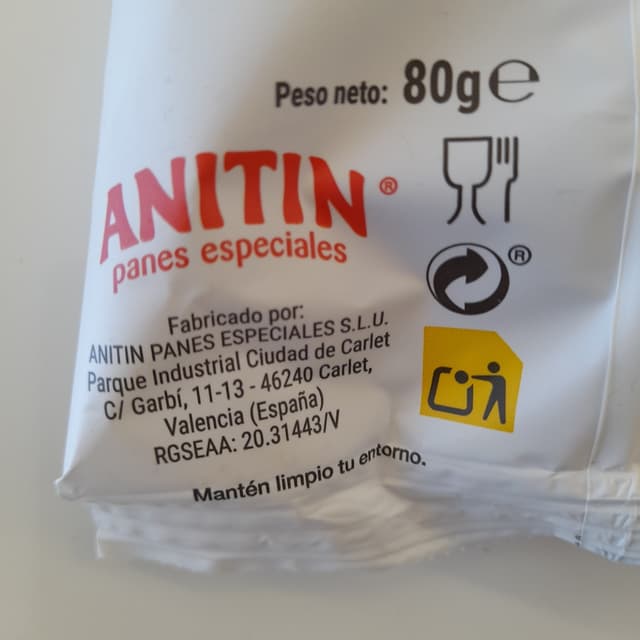 Peso neto: 80g ℮
ANITIN®
panes especiales
®
Fabricado por:
ANITIN PANES ESPECIALES S.L.U.
Parque Industrial Ciudad de Carlet
C/ Garbí, 11-13 - 46240 Carlet,
Valencia (España)
RGSEAA: 20.31443/V
Mantén limpio tu entorno.